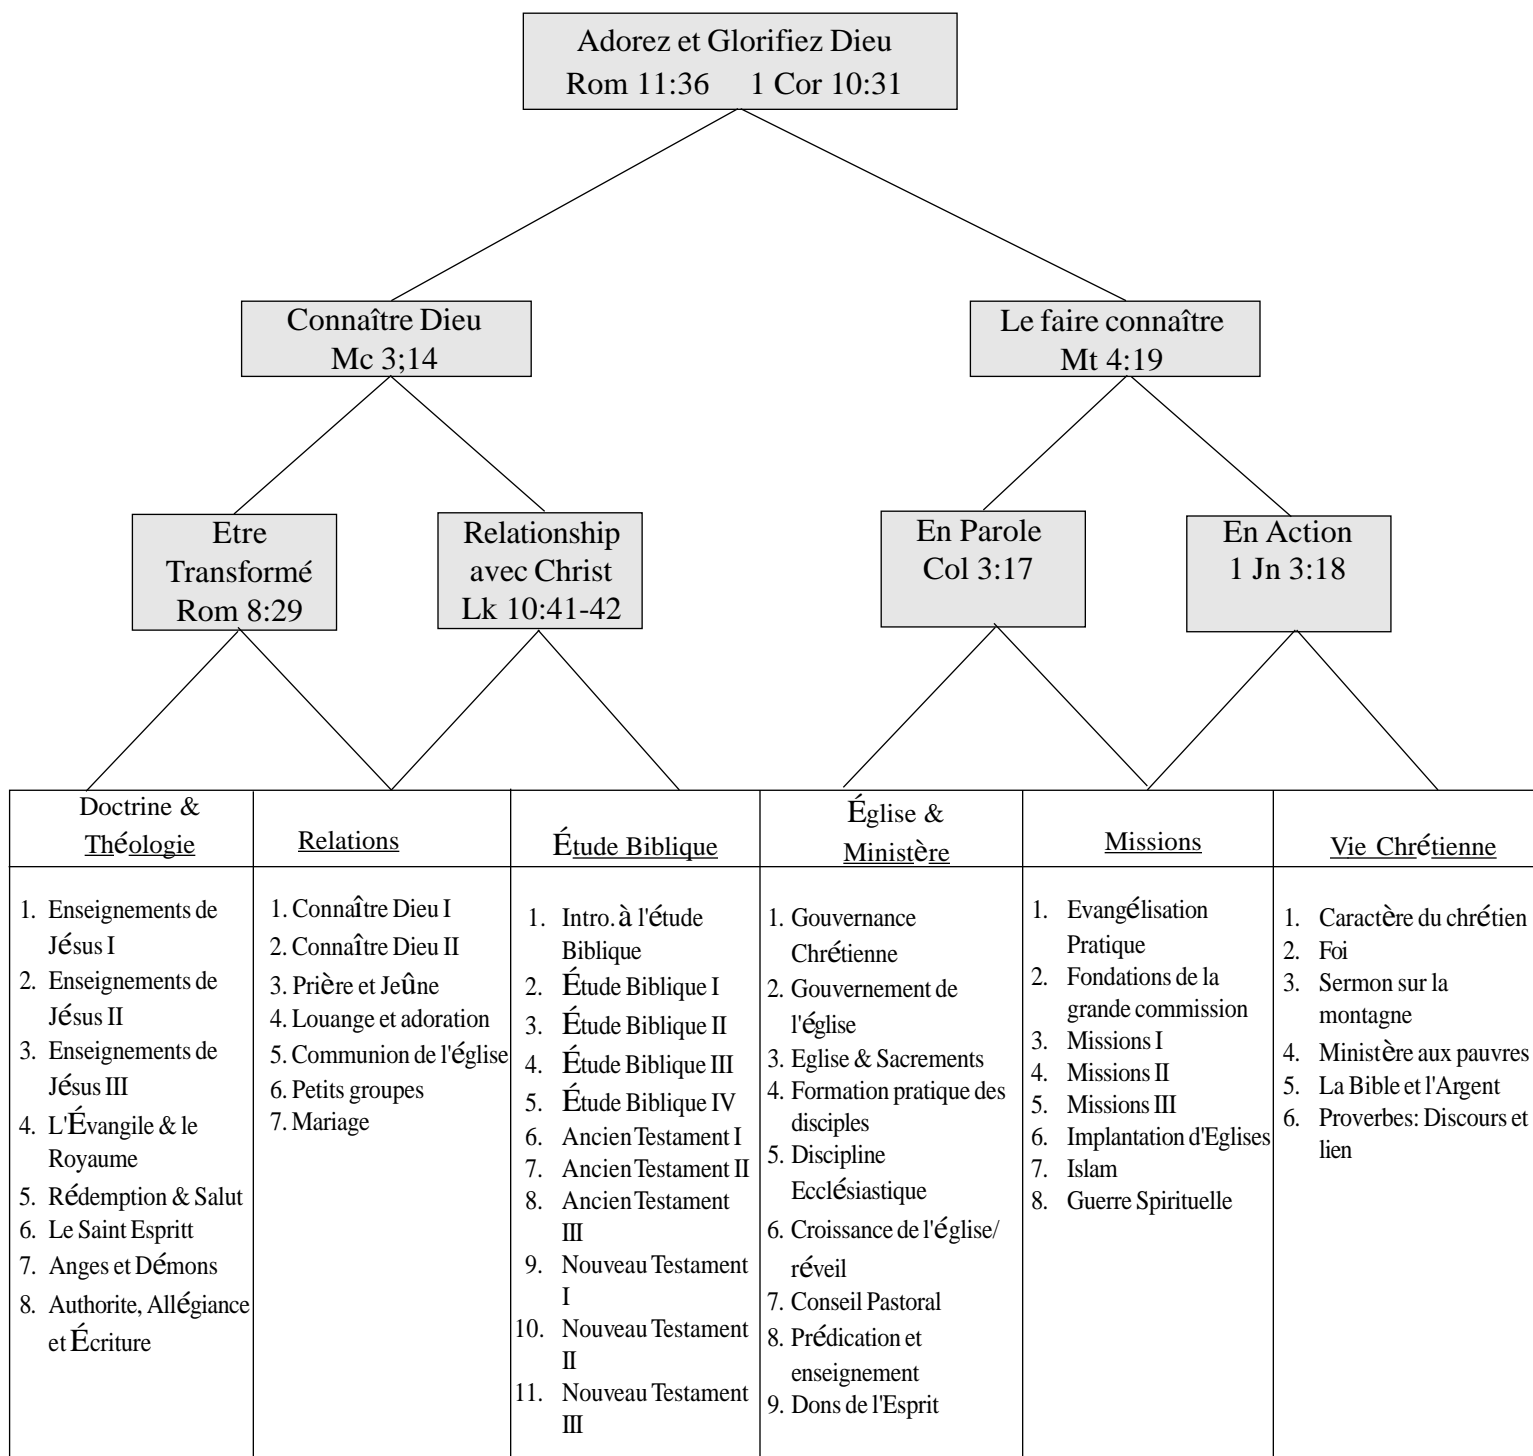 Adorez et Glorifiez Dieu
Rom 11:36 1 Cor 10:31
Connaître Dieu
Mc 3;14
Le faire connaître
Mt 4:19
Etre
Transformé
Rom 8:29
Relationship
avec Christ
Lk 10:41-42
En Parole
Col 3:17
En Action
1 Jn 3:18
Doctrine &
Théologie
1. Enseignements de
Jésus I
2. Enseignements de
Jésus II
3. Enseignements de
Jésus III
4. L'Évangile & le
Royaume
5. Rédemption & Salut
6. Le Saint Espritt
7. Anges et Démons
8. Authorite, Allégiance
et Écriture
Relations
1. Connaître Dieu I
2. Connaître Dieu II
3. Prière et Jeûne
4. Louange et adoration
5. Communion de l'église
6. Petits groupes
7. Mariage
Étude Biblique
1. Intro. à l'étude
Biblique
2. Étude Biblique I
3. Étude Biblique II
4. Étude Biblique III
5. Étude Biblique IV
6. Ancien Testament I
7. Ancien Testament II
8. Ancien Testament
III
9. Nouveau Testament
I
10. Nouveau Testament
II
11. Nouveau Testament
III
Église &
Ministère
1. Gouvernance
Chrétienne
2. Gouvernement de
l'église
3. Eglise & Sacrements
4. Formation pratique des
disciples
5. Discipline
Ecclésiastique
6. Croissance de l'église/
réveil
7. Conseil Pastoral
8. Prédication et
enseignement
9. Dons de l'Esprit
Missions
1. Evangélisation
Pratique
2. Fondations de la
grande commission
3. Missions I
4. Missions II
5. Missions III
6. Implantation d'Eglises
7. Islam
8. Guerre Spirituelle
Vie Chrétienne
1. Caractère du chrétien
2. Foi
3. Sermon sur la
montagne
4. Ministère aux pauvres
5. La Bible et l'Argent
6. Proverbes: Discours et
lien